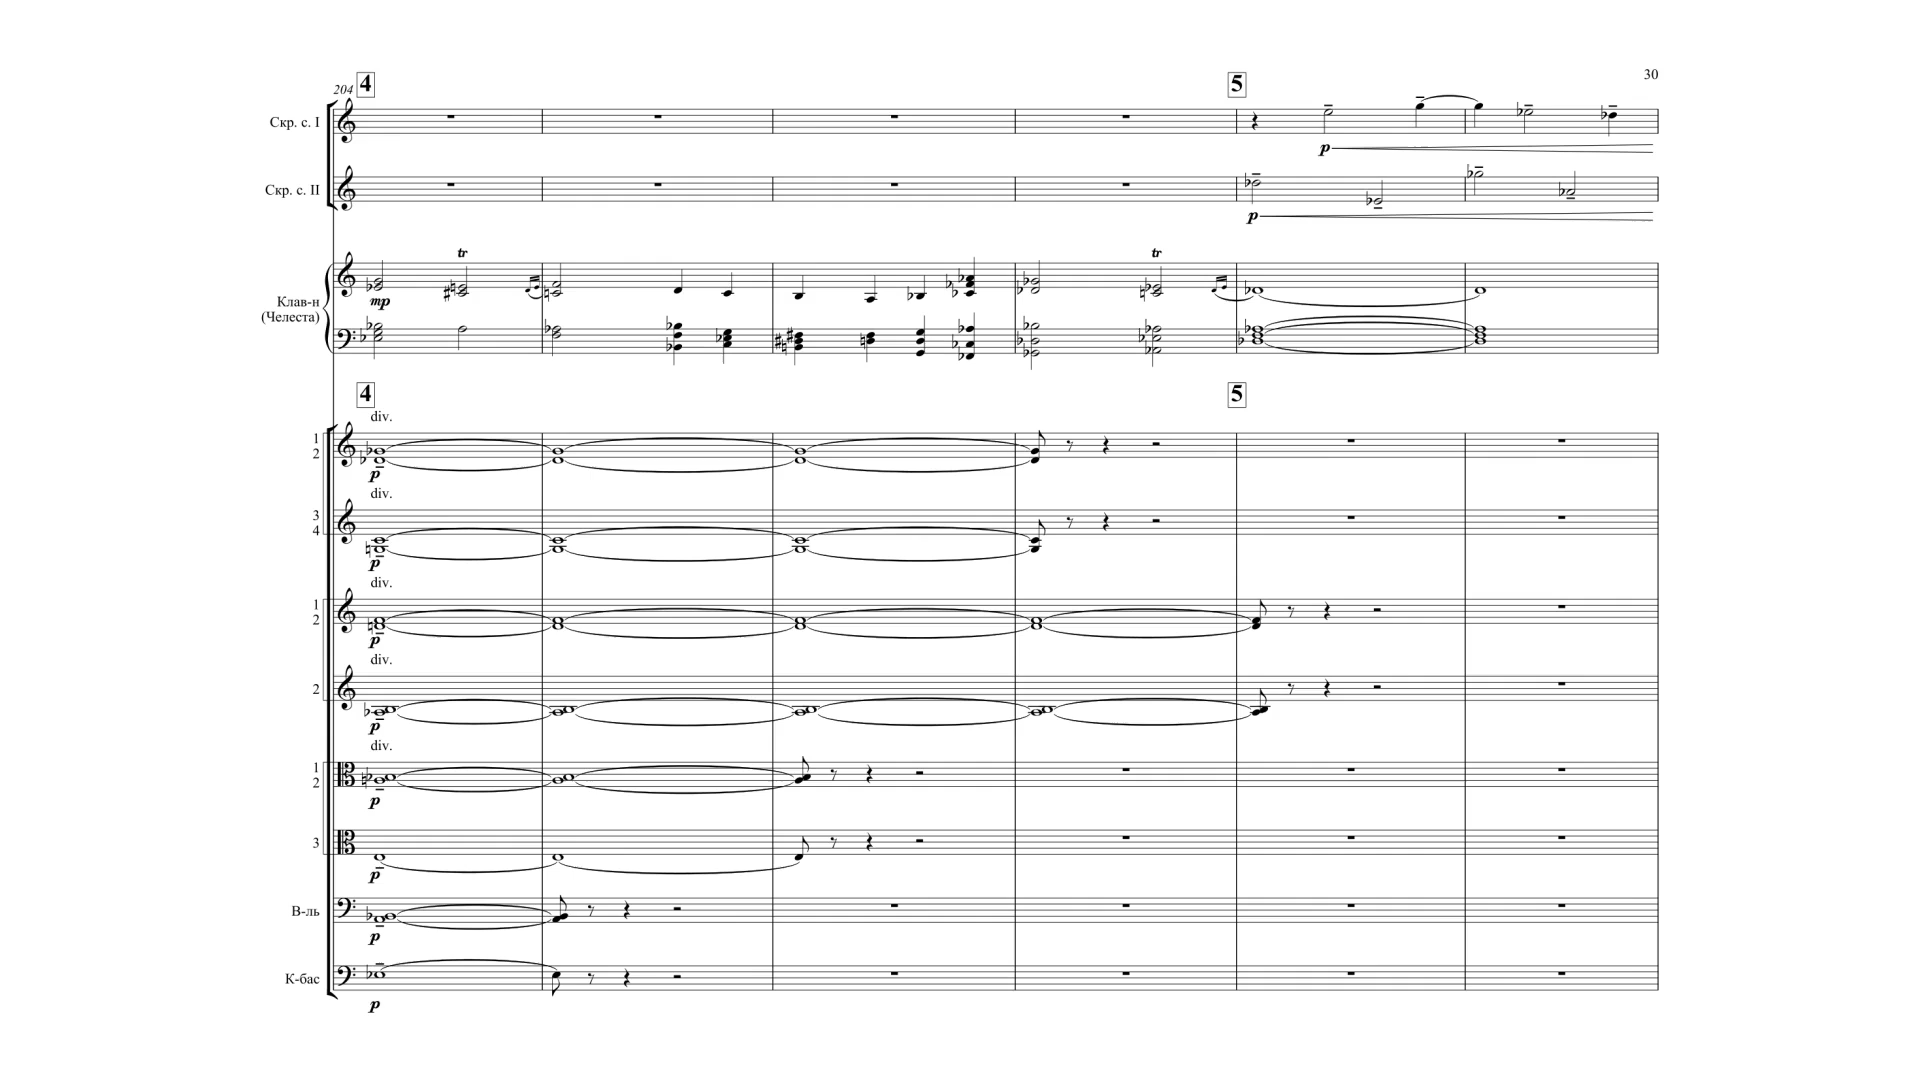 30
204 4 5
Скр. с. I
p
Скр. с. II
p
tr tr
Клав-н
(Челеста)
mp
4 5
div.
1
2
p
div.
3
4
p
div.
1
2
p
div.
2
p
div.
1
2
p
3
p
В-ль
p
К-бас
p